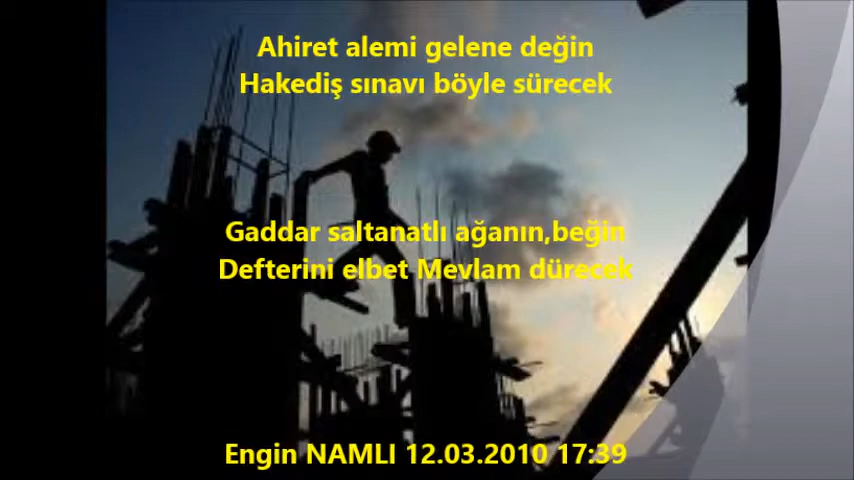 Ahiret alemi gelene değin
Hakediş sınavı böyle sürecek
Gaddar saltanatlı ağanın,beğin
Defterini elbet Mevlam dürecek
Engin NAMLI 12.03.2010 17:39